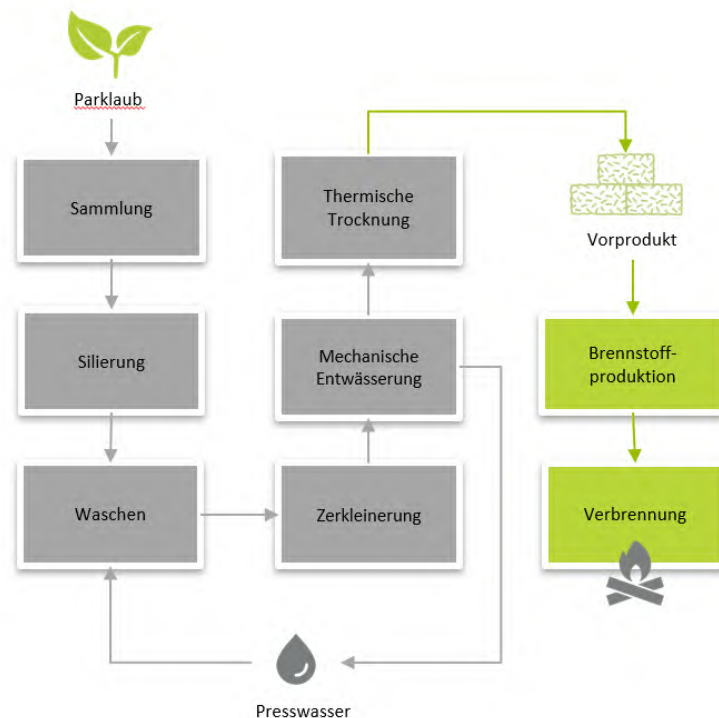 Parklaub
Sammlung
Silierung
Waschen
Zerkleinerung
Mechanische
Entwässerung
Thermische
Trocknung
Vorprodukt
Brennstoff-
produktion
Verbrennung
Presswasser